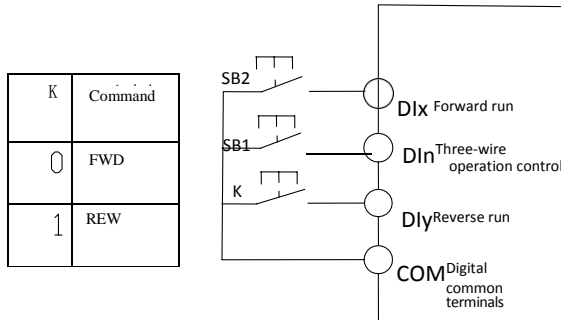 K Command
0 FWD
1 REW
SB2
DIx Forward run
SB1
DIn Three-wire
operation control
K
DIy Reverse run
COM Digital
common
terminals